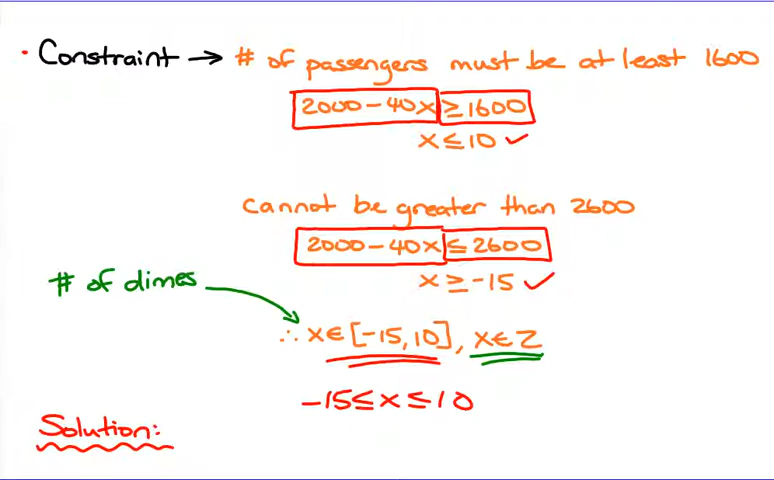 • Constraint → # of passengers must be at least 1600
2000 - 40x ≥ 1600
x ≤ 10 ✓
cannot be greater than 2600
2000 - 40x ≤ 2600
x ≥ -15 ✓
# of dimes
∴ x ∈ [-15, 10], x ∈ Z
-15 ≤ x ≤ 10
Solution: